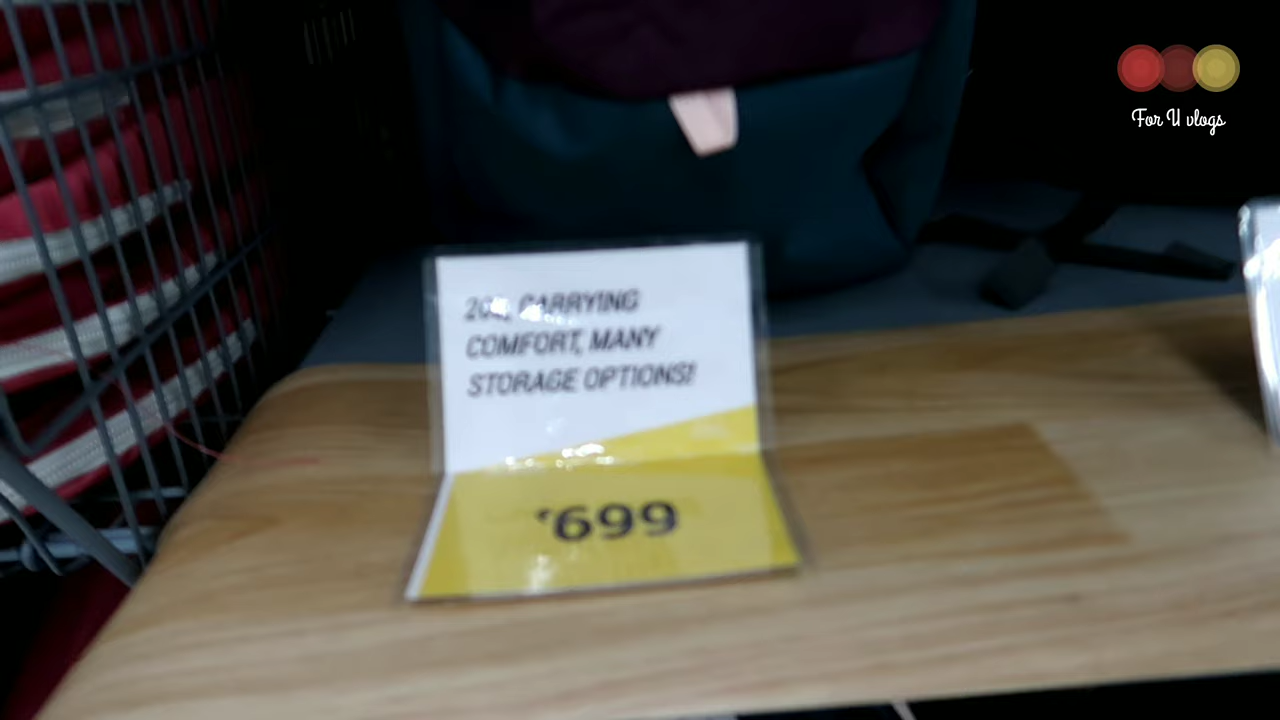 For U vlogs
CARRYING
COMFORT, MANY
STORAGE OPTIONS!
₹699